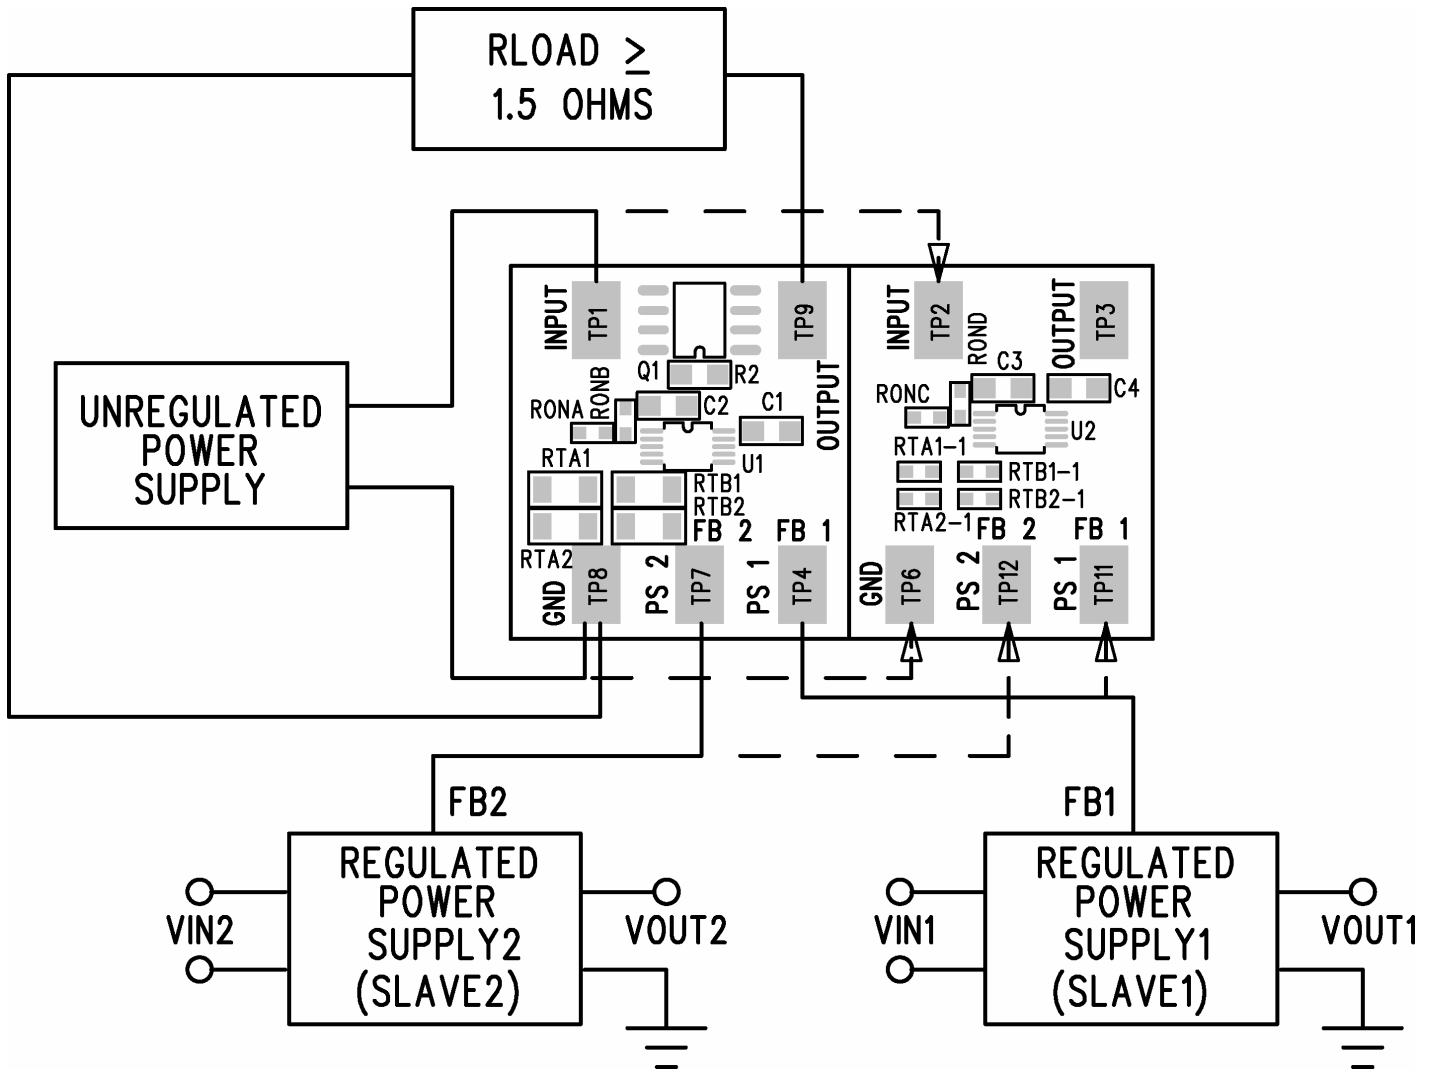 RLOAD ≥
1.5 OHMS
INPUT
TP1
TP9
OUTPUT
Q1
R2
RONA
RONB
C2
C1
U1
RTA1
RTB1
RTB2
RTA2
FB 2
FB 1
GND
TP8
PS 2
TP7
PS 1
TP4
INPUT
TP2
ROND
OUTPUT
TP3
C3
RONC
C4
U2
RTA1-1
RTB1-1
RTB2-1
RTA2-1
FB 2
FB 1
GND
TP6
PS 2
TP12
PS 1
TP11
UNREGULATED
POWER
SUPPLY
FB2
REGULATED
POWER
SUPPLY2
(SLAVE2)
VIN2
VOUT2
FB1
REGULATED
POWER
SUPPLY1
(SLAVE1)
VIN1
VOUT1